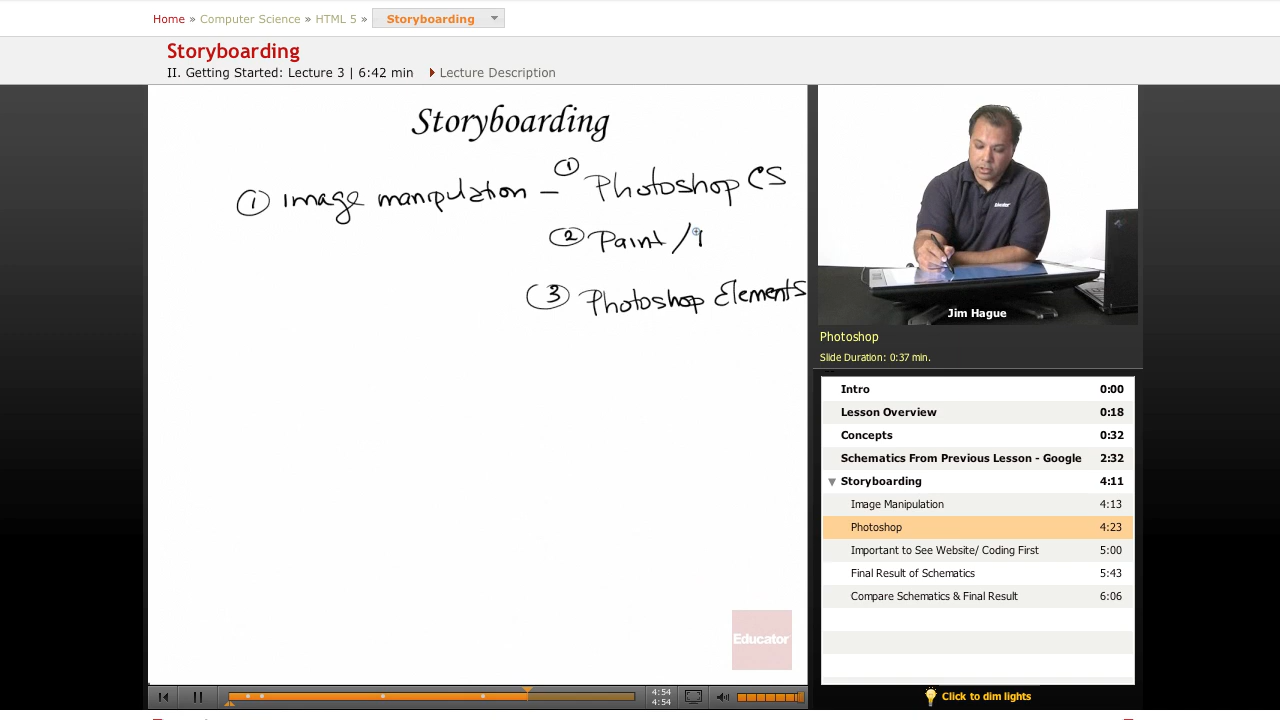 Home » Computer Science » HTML 5 » Storyboarding
Storyboarding
II. Getting Started: Lecture 3 | 6:42 min Lecture Description
Storyboarding
① Image manipulation – ① Photoshop CS
② Paint /
③ Photoshop Elements
Educator
Jim Hague
Photoshop
Slide Duration: 0:37 min.
Intro 0:00
Lesson Overview 0:18
Concepts 0:32
Schematics From Previous Lesson - Google 2:32
Storyboarding 4:11
Image Manipulation 4:13
Photoshop 4:23
Important to See Website/ Coding First 5:00
Final Result of Schematics 5:43
Compare Schematics & Final Result 6:06
4:54
4:54
Click to dim lights